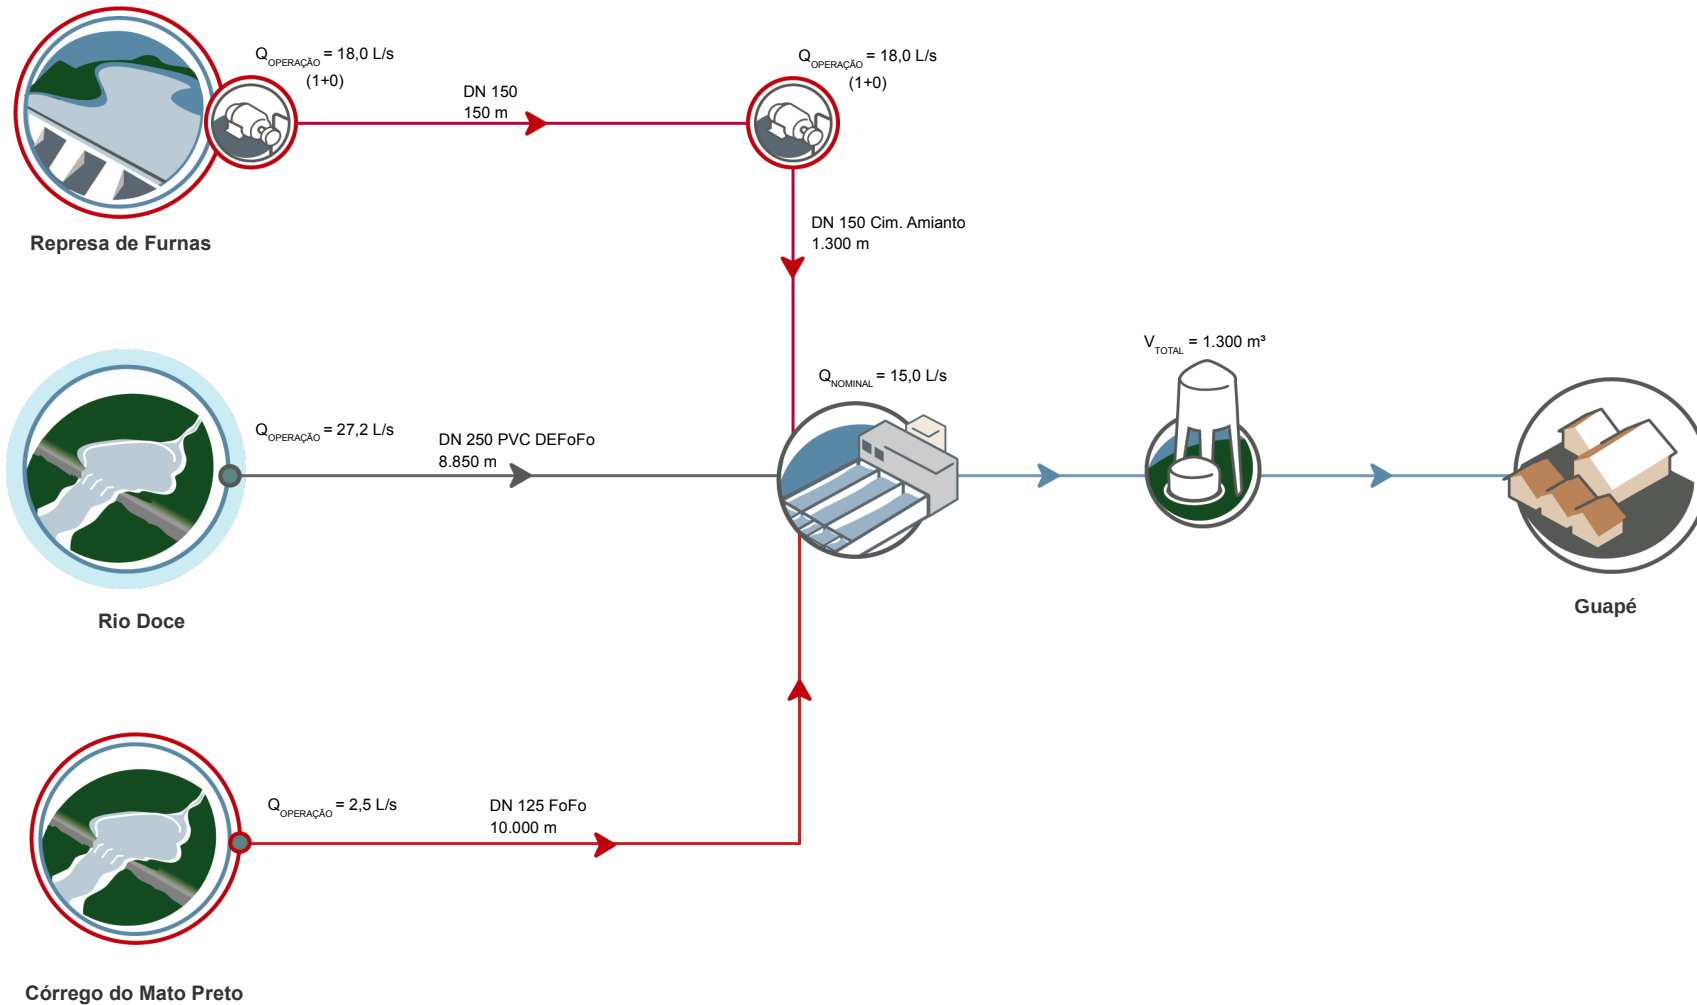 Q OPERAÇÃO = 18,0 L/s
(1+0)
DN 150
150 m
Q OPERAÇÃO = 18,0 L/s
(1+0)
Represa de Furnas
DN 150 Cim. Amianto
1.300 m
V TOTAL = 1.300 m³
Q NOMINAL = 15,0 L/s
Q OPERAÇÃO = 27,2 L/s
DN 250 PVC DEFoFo
8.850 m
Rio Doce
Guapé
Q OPERAÇÃO = 2,5 L/s
DN 125 FoFo
10.000 m
Córrego do Mato Preto